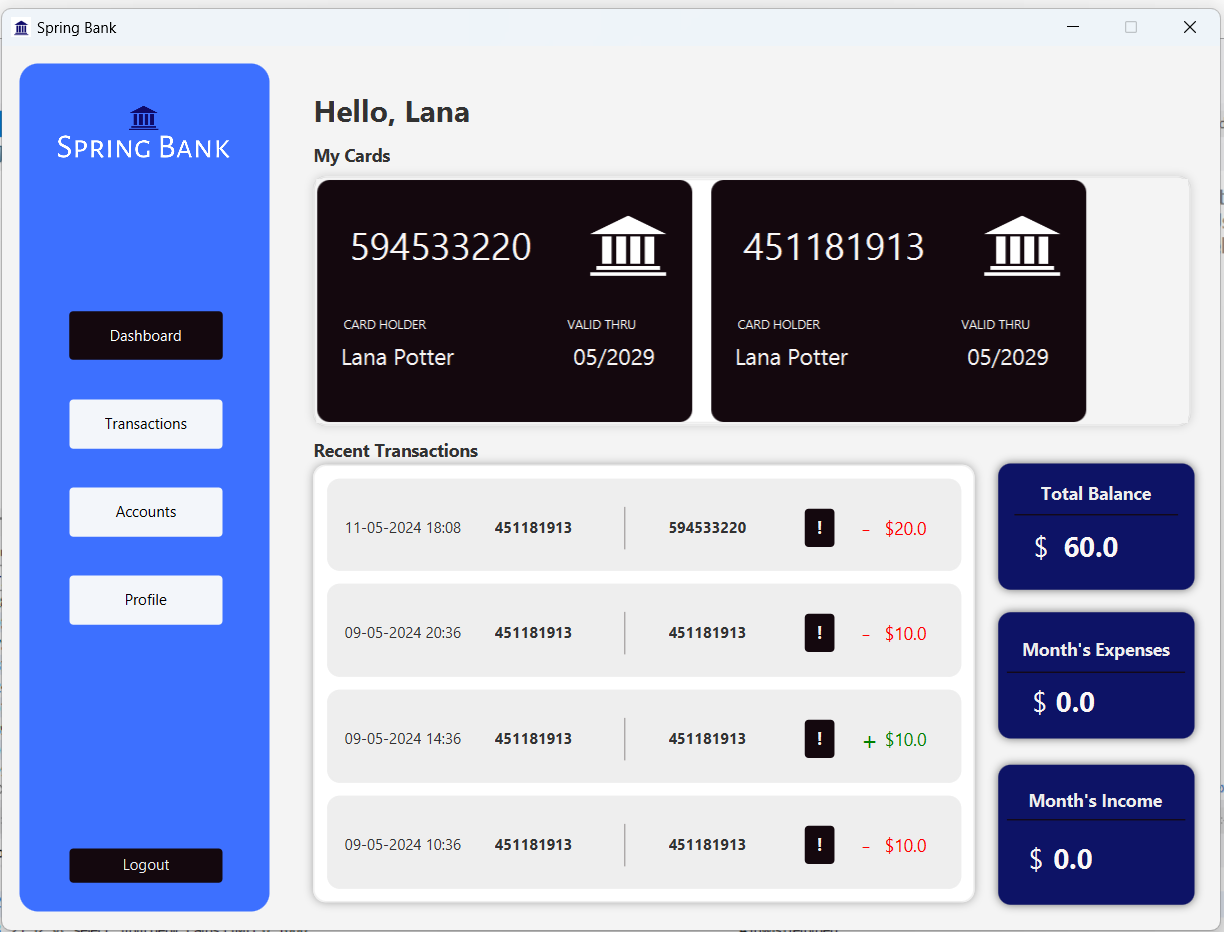 Spring Bank
SPRING BANK
Dashboard
Transactions
Accounts
Profile
Logout
Hello, Lana
My Cards
594533220
CARD HOLDER VALID THRU
Lana Potter 05/2029
451181913
CARD HOLDER VALID THRU
Lana Potter 05/2029
Recent Transactions
11-05-2024 18:08 451181913 594533220 ! - $20.0
09-05-2024 20:36 451181913 451181913 ! - $10.0
09-05-2024 14:36 451181913 451181913 ! + $10.0
09-05-2024 10:36 451181913 451181913 ! - $10.0
Total Balance
$ 60.0
Month's Expenses
$ 0.0
Month's Income
$ 0.0